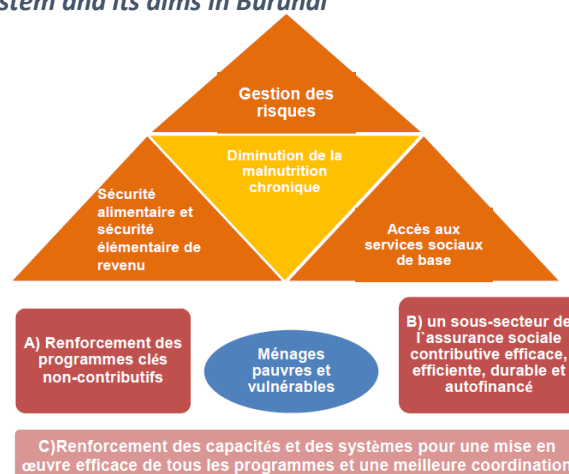 stem and its aims in Burundi
Gestion des
risques
Diminution de la
malnutrition
chronique
Sécurité
alimentaire et
sécurité
élémentaire de
revenu
Accès aux
services sociaux
de base
A) Renforcement des
programmes clés
non-contributifs
Ménages
pauvres et
vulnérables
B) un sous-secteur de
l`assurance sociale
contributive efficace,
efficiente, durable et
autofinancé
C)Renforcement des capacités et des systèmes pour une mise en
œuvre efficace de tous les programmes et une meilleure coordination